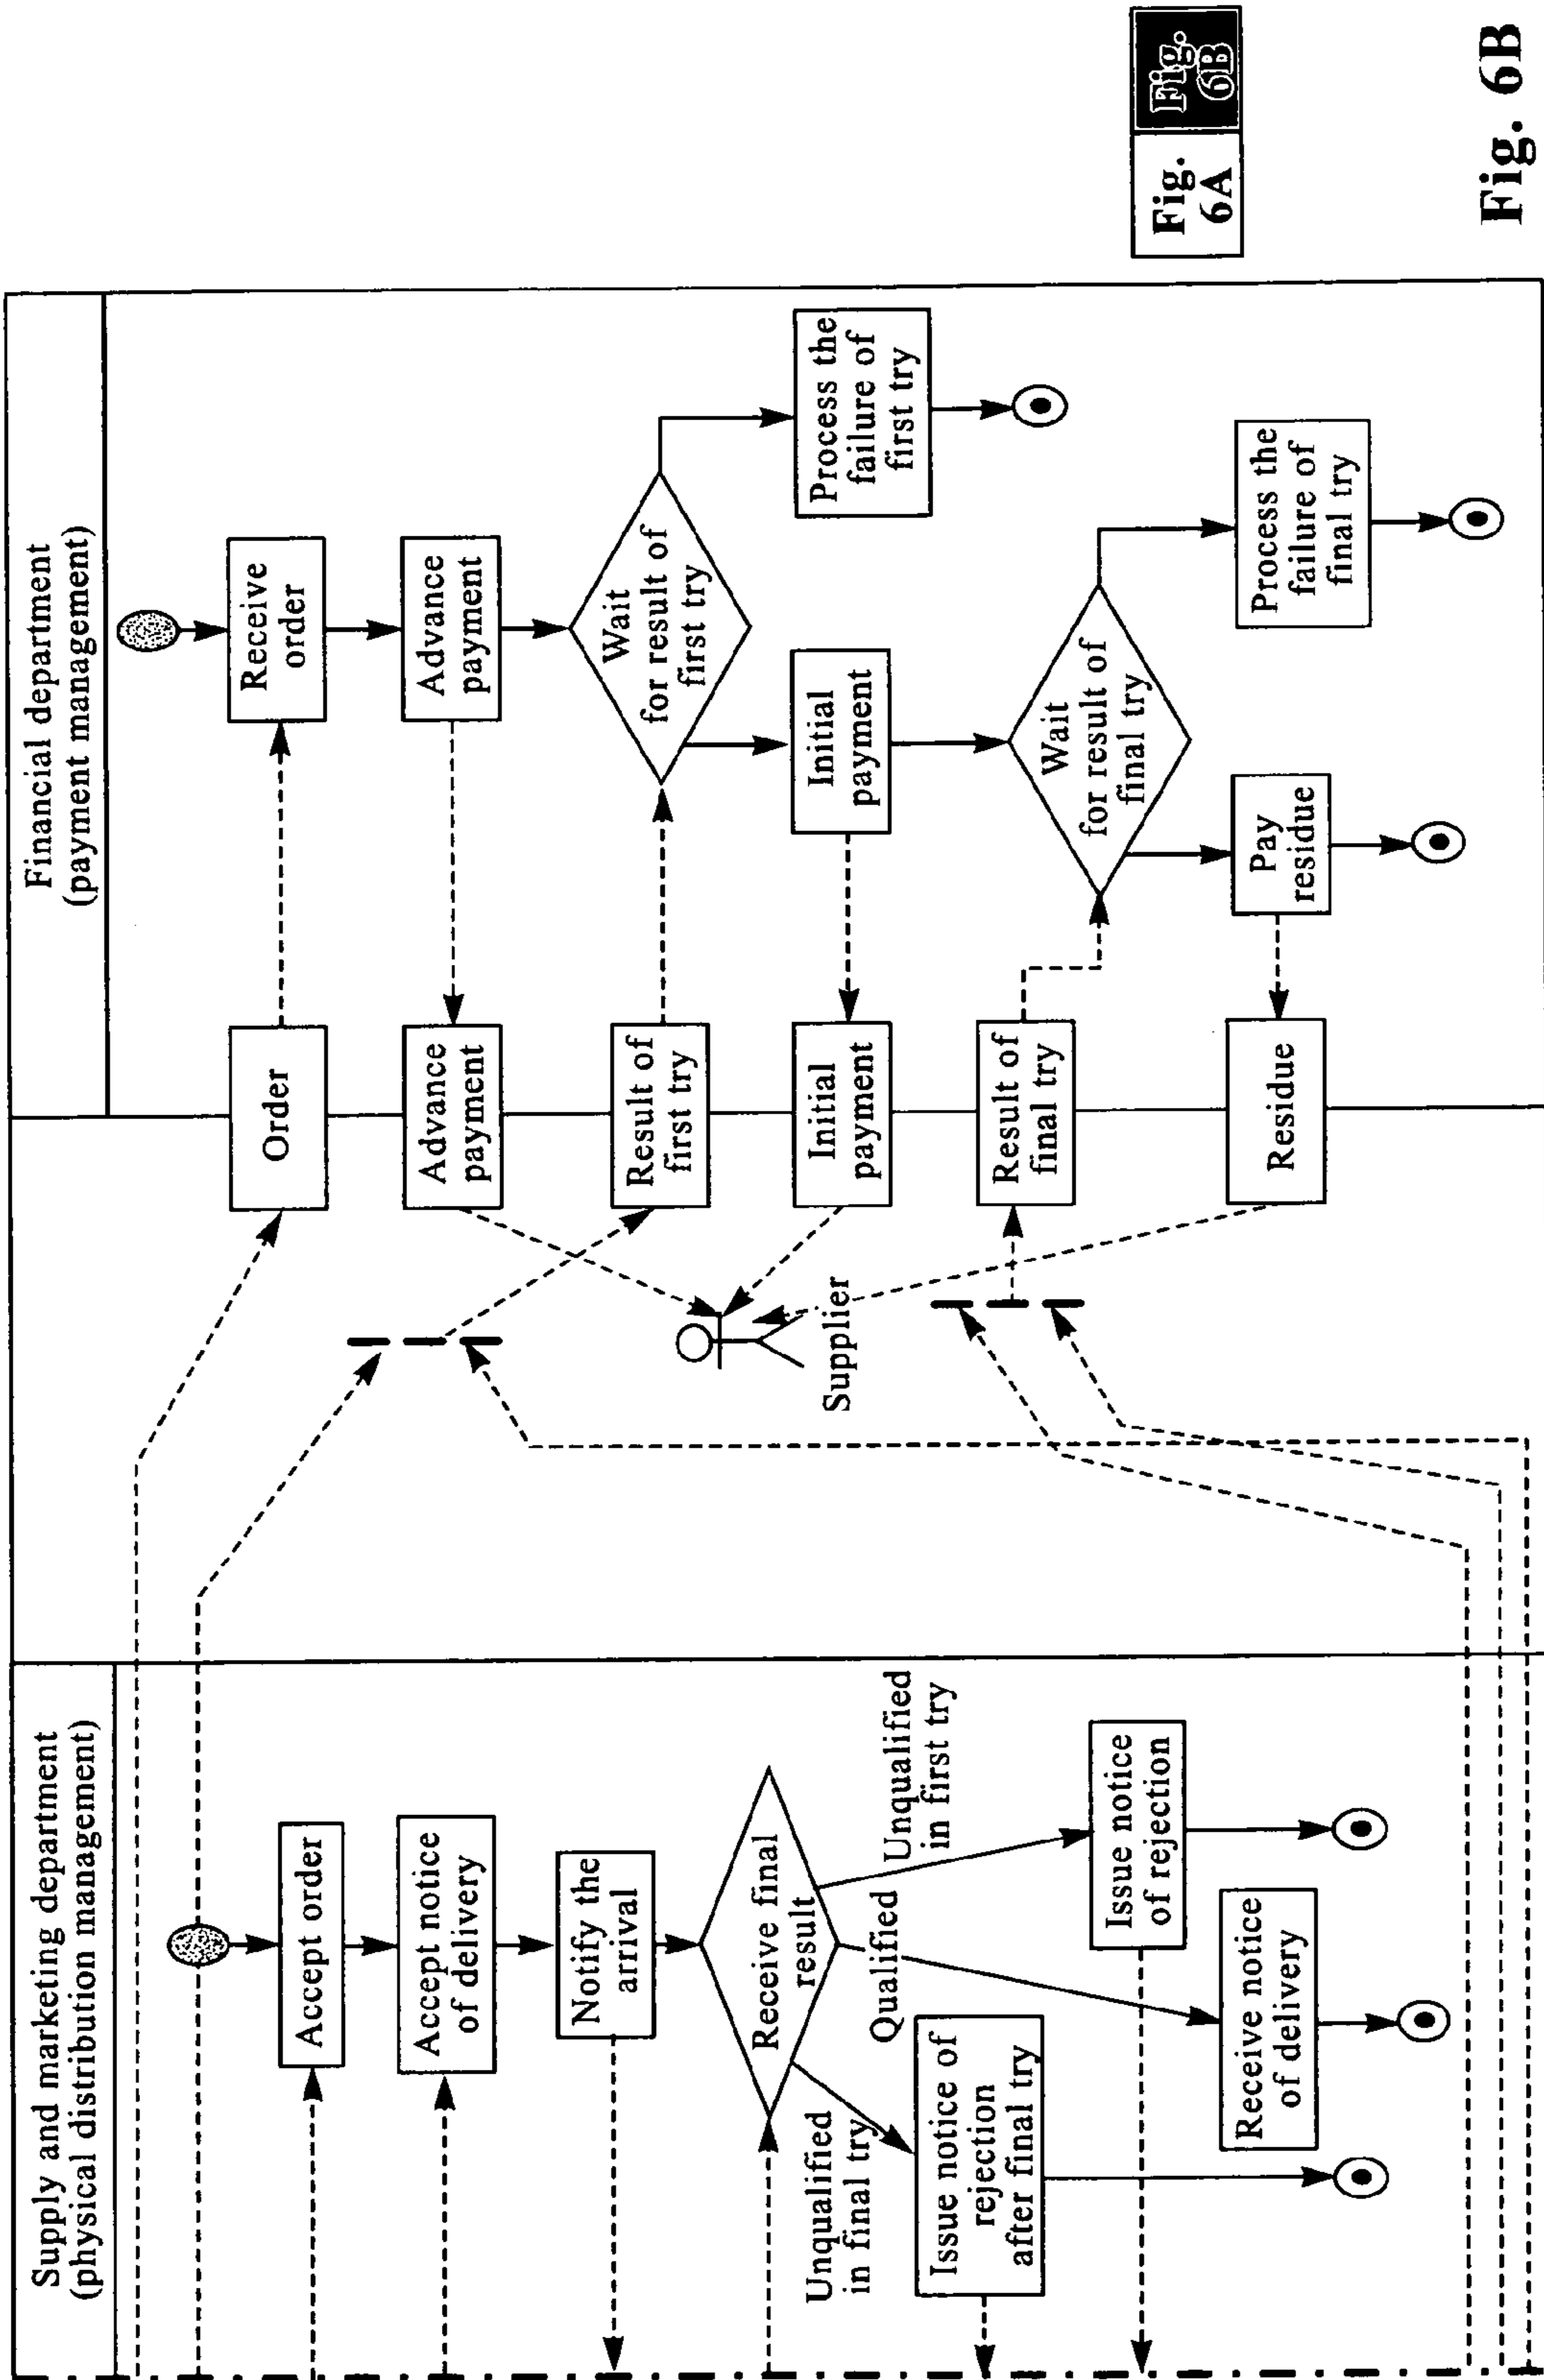 Supply and marketing department
(physical distribution management)
Accept order
Accept notice
of delivery
Notify the
arrival
Receive final
result
Unqualified
in final try
Qualified
Unqualified
in first try
Issue notice of
rejection
after final try
Issue notice
of rejection
Receive notice
of delivery
Supplier
Order
Advance
payment
Result of
first try
Initial
payment
Result of
final try
Residue
Financial department
(payment management)
Receive
order
Advance
payment
Wait
for result of
first try
Process the
failure of
first try
Initial
payment
Wait
for result of
final try
Process the
failure of
final try
Pay
residue
Fig.
6A
Fig.
6B
Fig. 6B